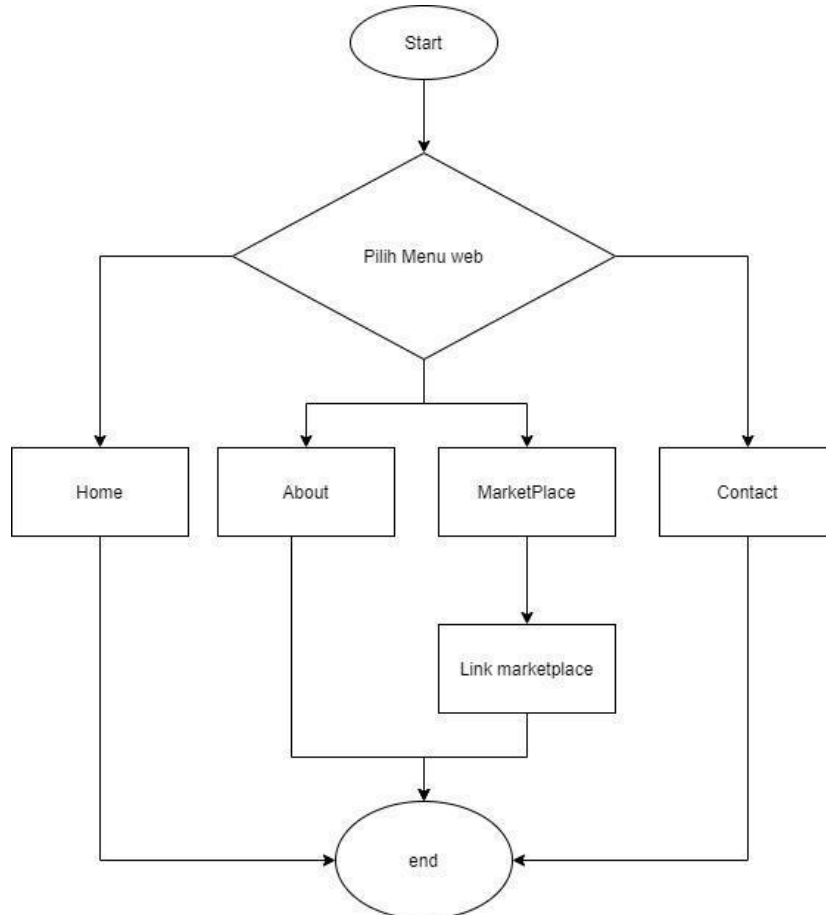 Start
Pilih Menu web
Home
About
MarketPlace
Contact
Link marketplace
end